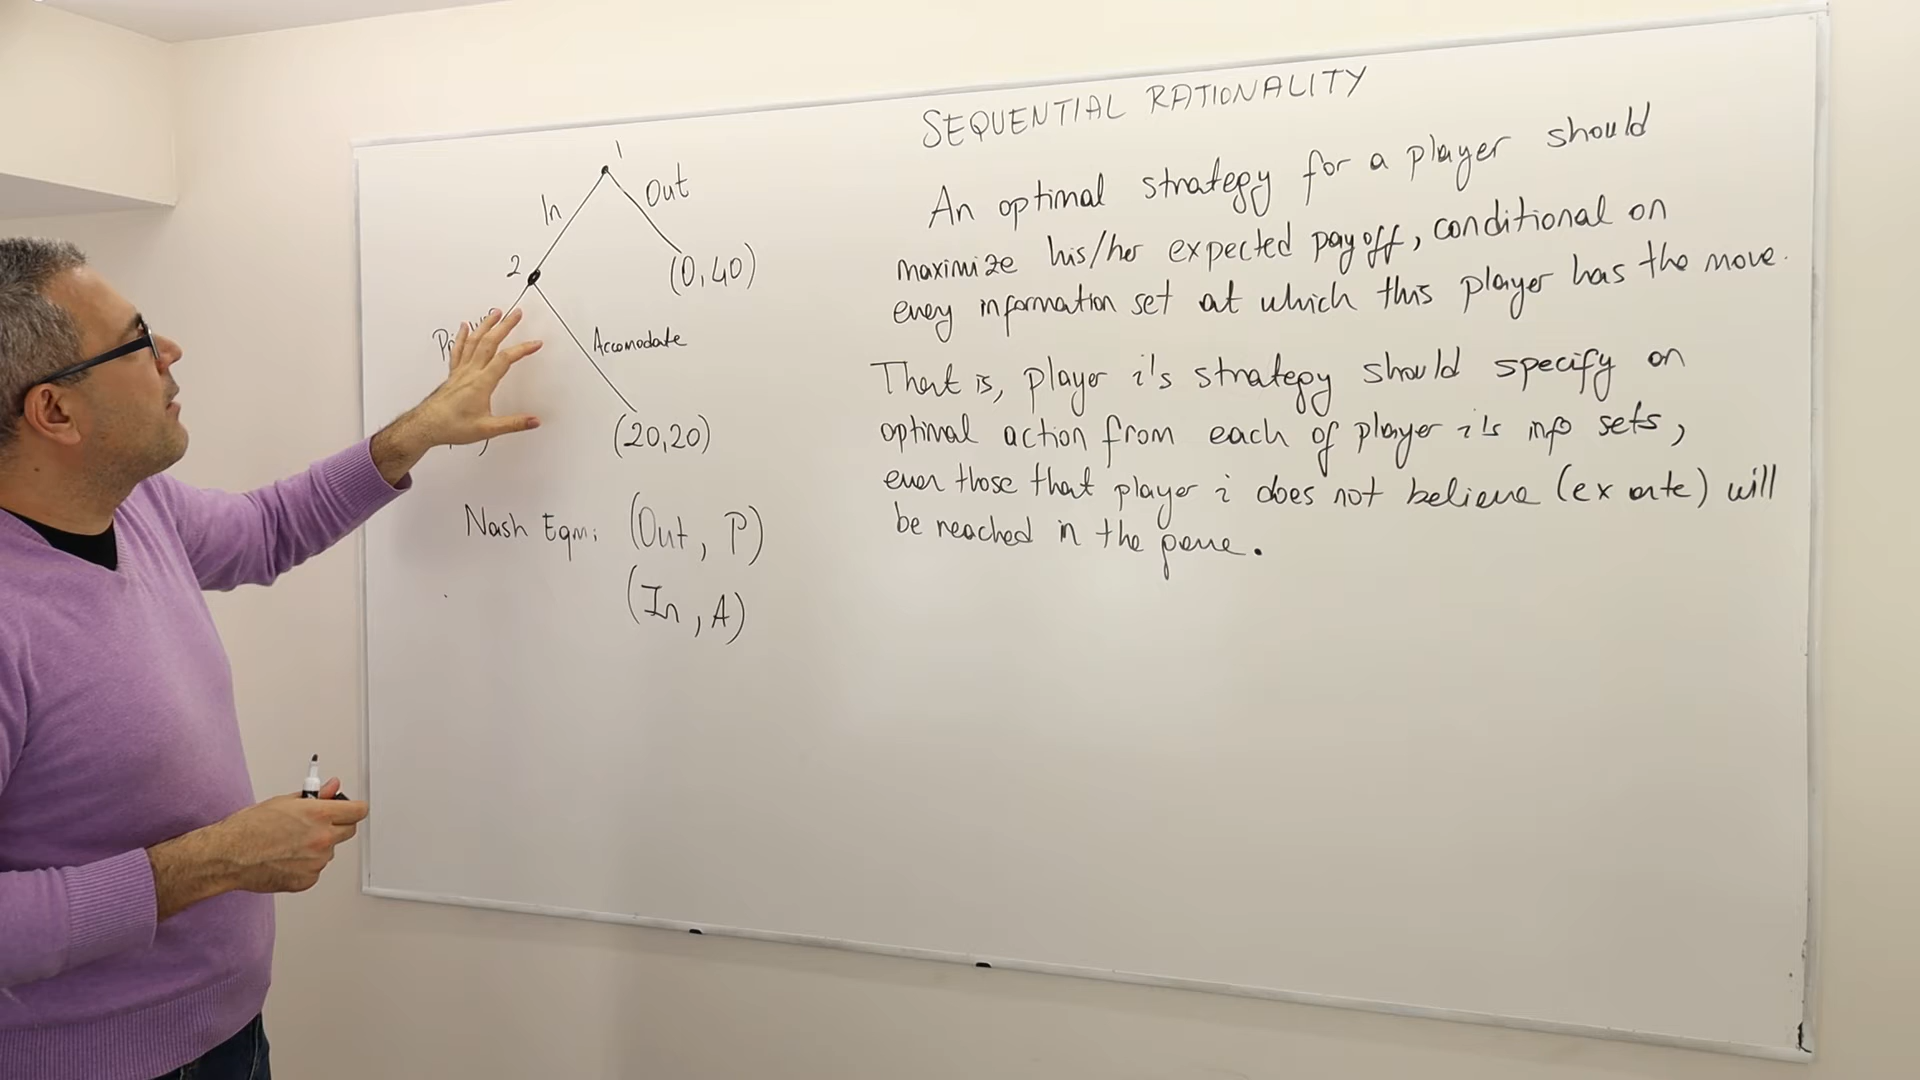 1
In
Out
2
(0,40)
Accomodate
(20,20)
Nash Eqm:
(Out, P)
(In, A)
SEQUENTIAL RATIONALITY
An optimal strategy for a player should
maximize his/her expected payoff, conditional on
every information set at which this player has the move.
That is, player i's strategy should specify on
optimal action from each of player i's info sets,
even those that player i does not believe (ex ante) will
be reached in the game.